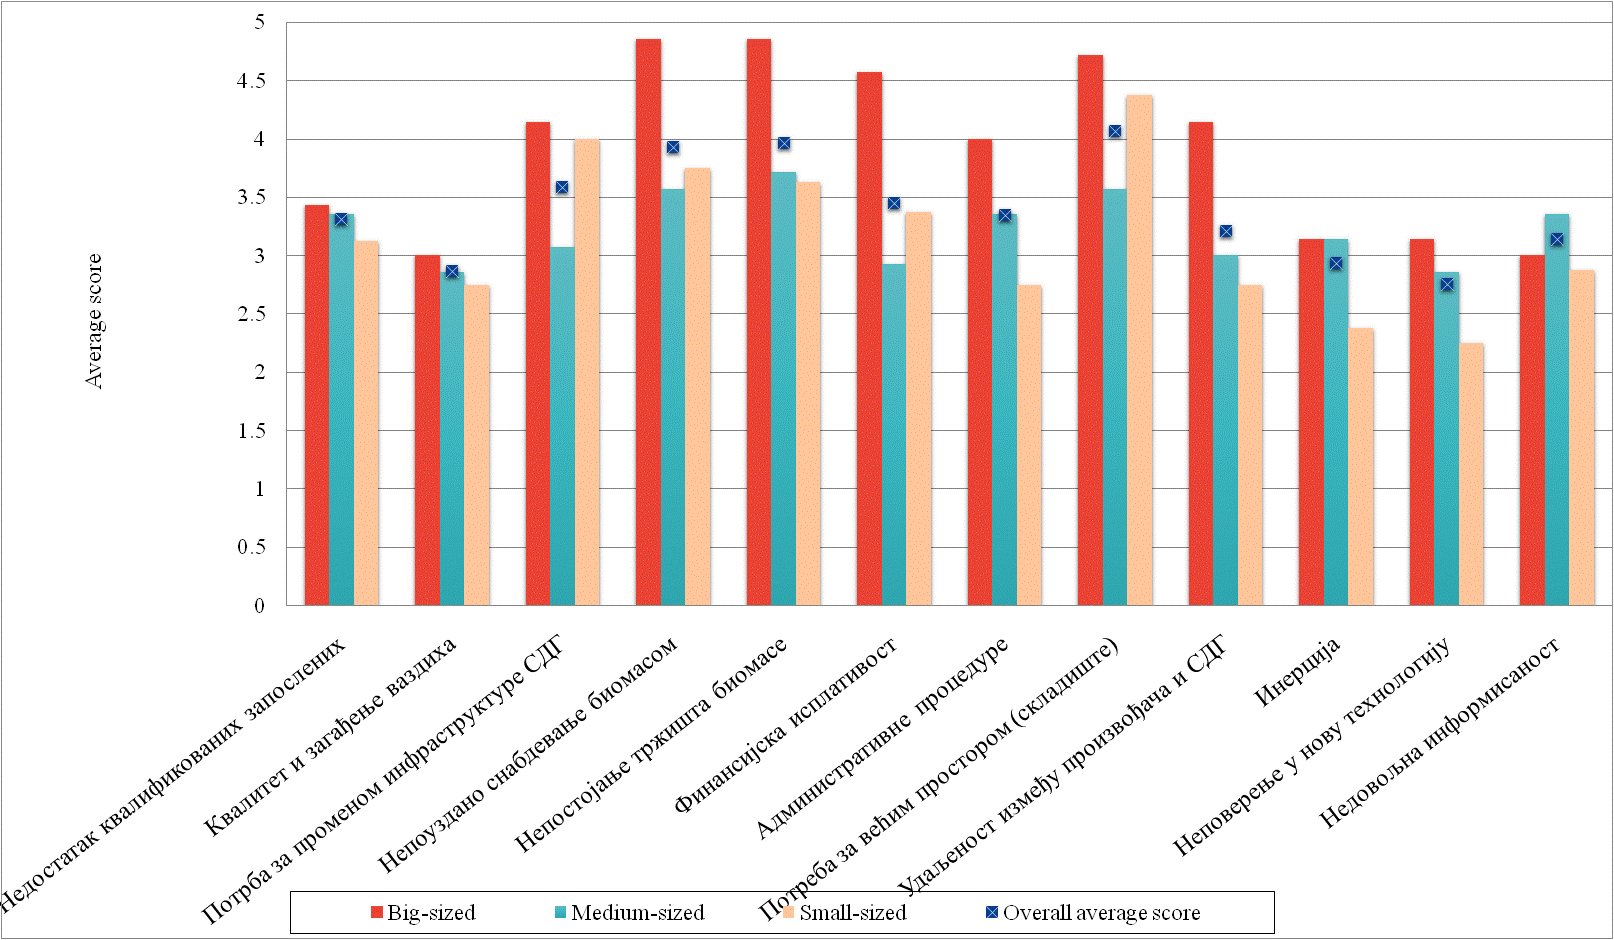 5
4.5
4
3.5
3
2.5
2
1.5
1
0.5
0
Average score
Недостатак квалификованих запослених
Квалитет и загађење ваздиха
Потрба за променом инфраструктуре СДГ
Непоуздано снабдевање биомасом
Непостојање тржишта биомасе
Финансијска исплативост
Административне процедуре
Потреба за већим простором (складиште)
Удаљеност између произвођача и СДГ
Инерција
Неповерење у нову технологију
Недовољна информисаност
Big-sized
Medium-sized
Small-sized
Overall average score